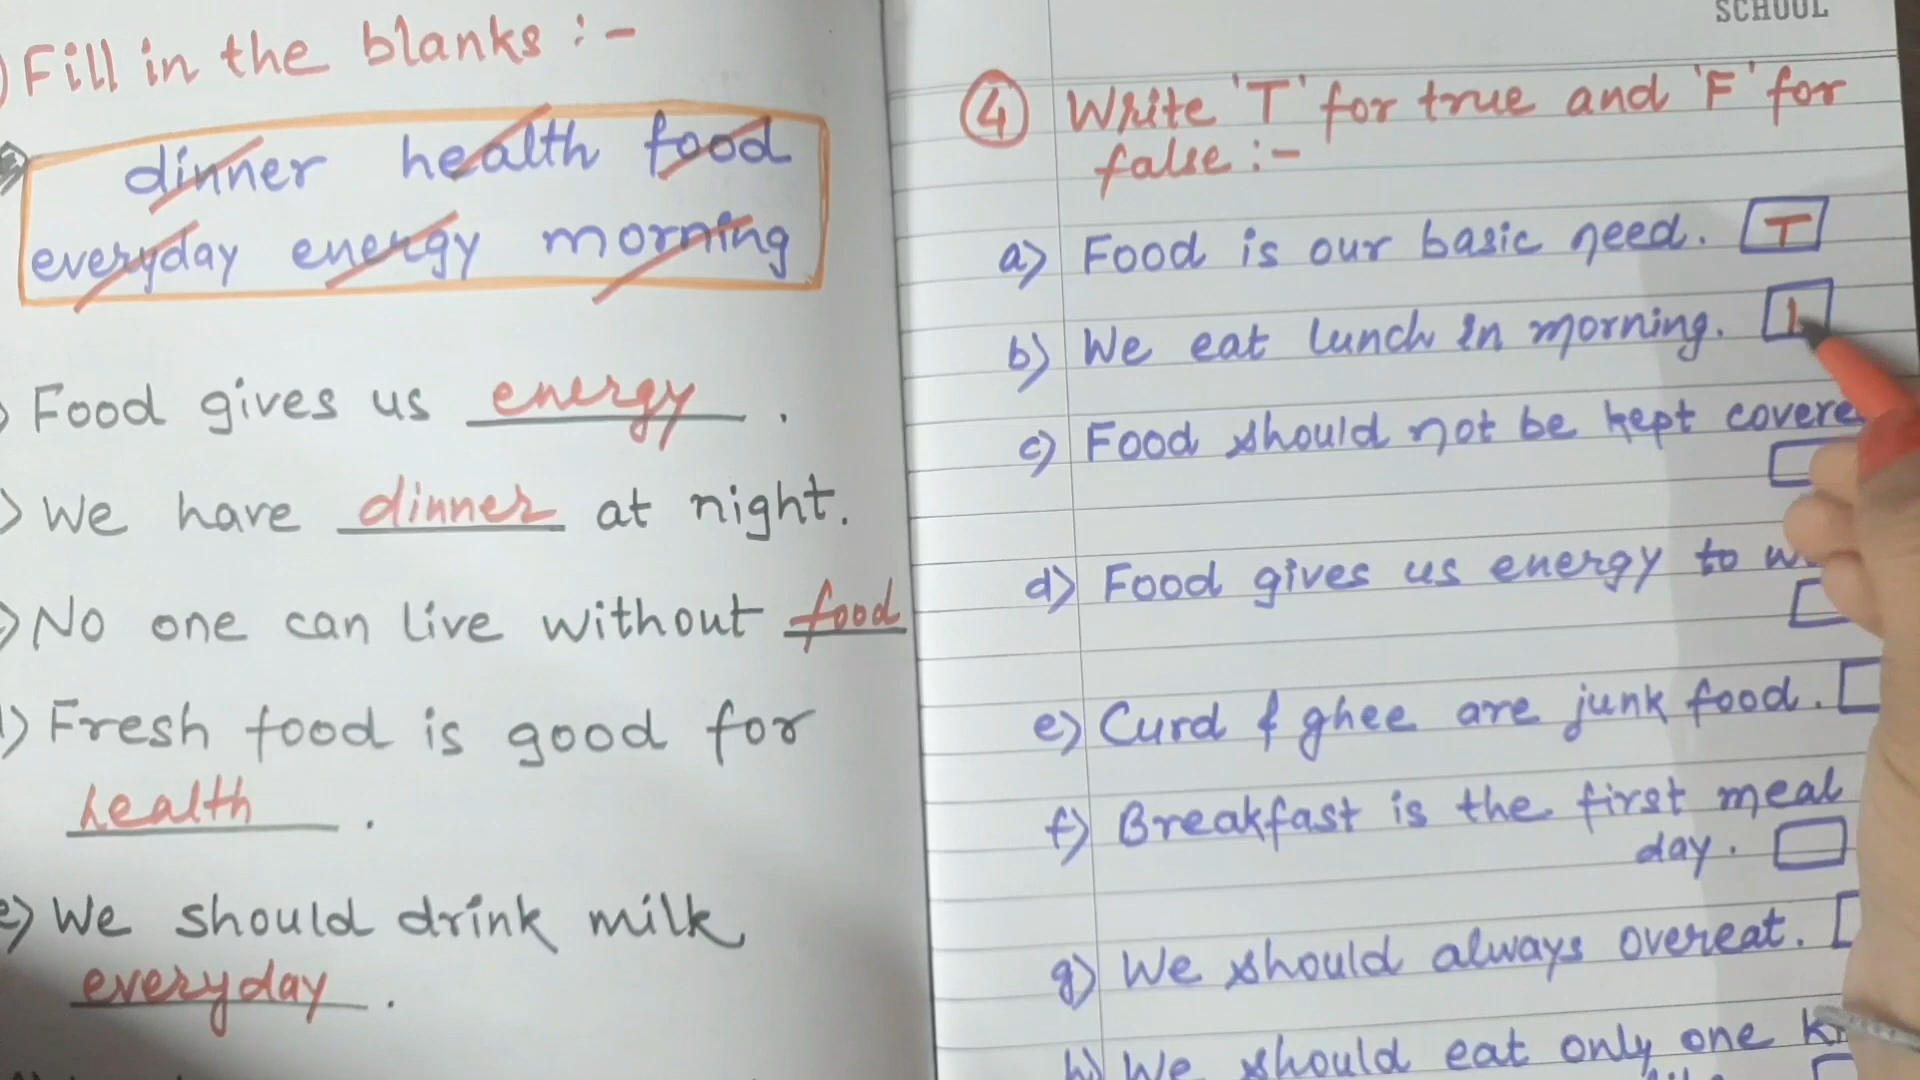 Fill in the blanks :-
dinner health food
everyday energy morning
Food gives us energy .
We have dinner at night.
No one can live without food
Fresh food is good for
health .
e) We should drink milk
everyday .
SCHOOL
4 Write 'T' for true and 'F' for
false :-
a) Food is our basic need. T
b) We eat lunch in morning.
c) Food should not be kept covere
d) Food gives us energy to
e) Curd & ghee are junk food.
f) Breakfast is the first meal
day.
g) We should always overeat.
h) We should eat only one